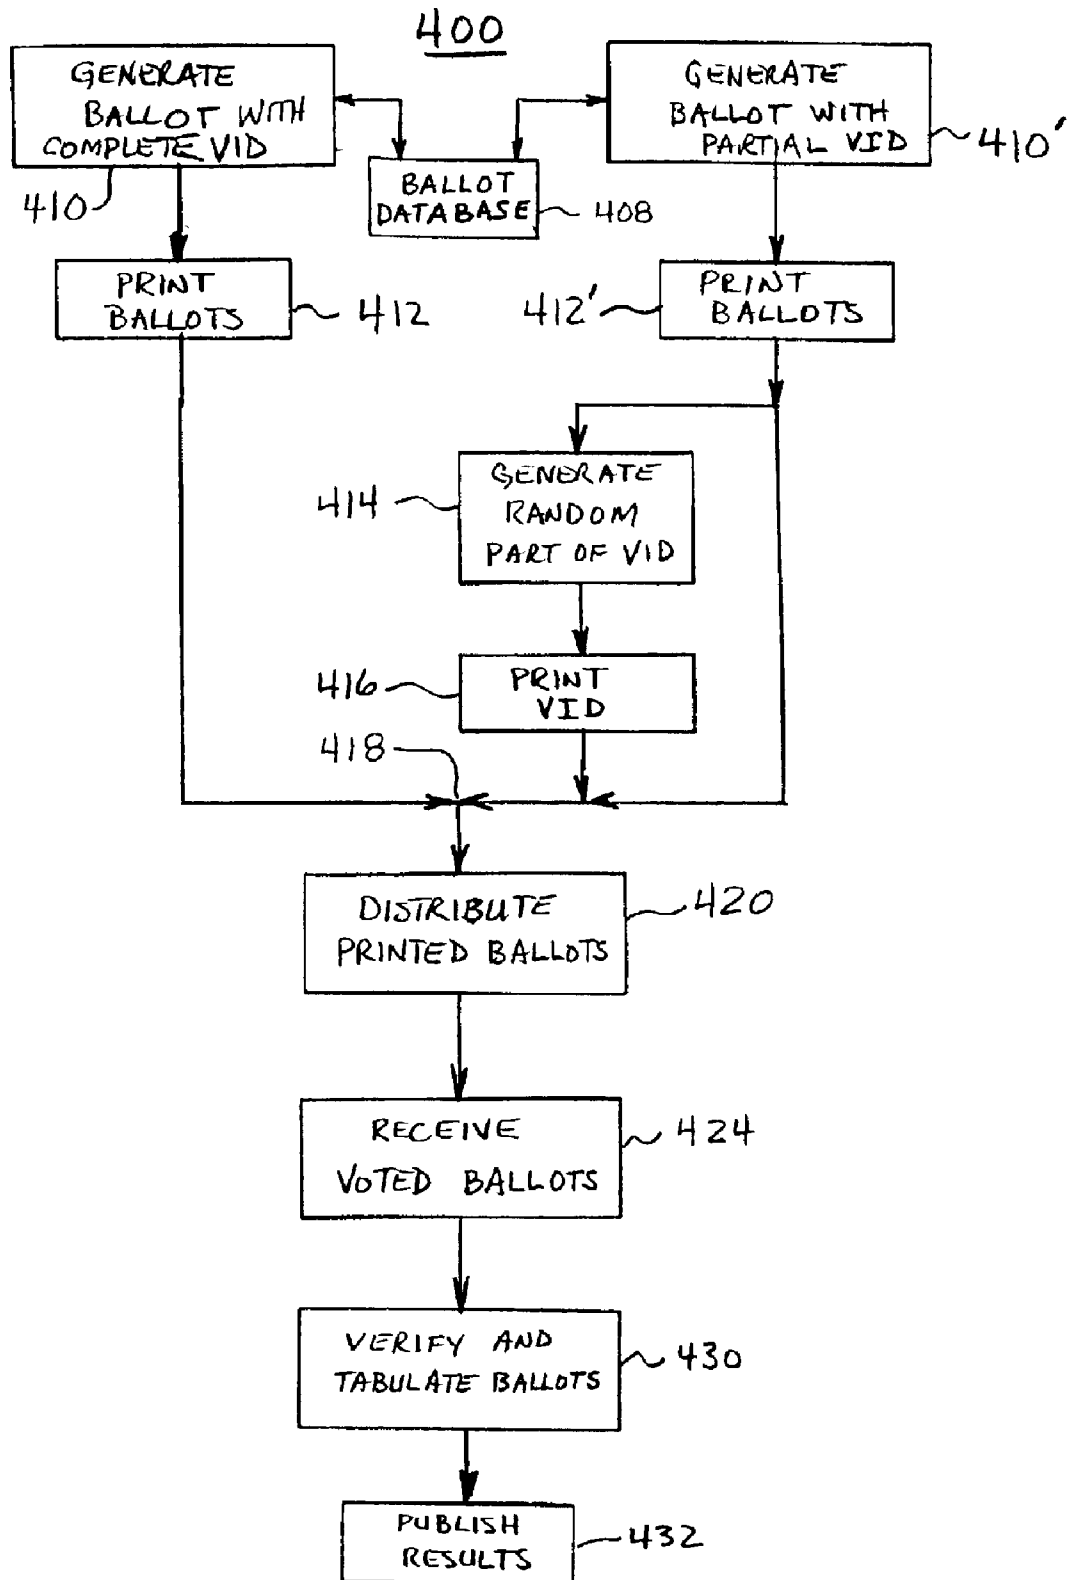 400
GENERATE
BALLOT WITH
COMPLETE VID
410
GENERATE
BALLOT WITH
PARTIAL VID
410'
BALLOT
DATABASE
408
PRINT
BALLOTS
412
412'
PRINT
BALLOTS
414
GENERATE
RANDOM
PART OF VID
416
PRINT
VID
418
DISTRIBUTE
PRINTED BALLOTS
420
RECEIVE
VOTED BALLOTS
424
VERIFY AND
TABULATE BALLOTS
430
PUBLISH
RESULTS
432